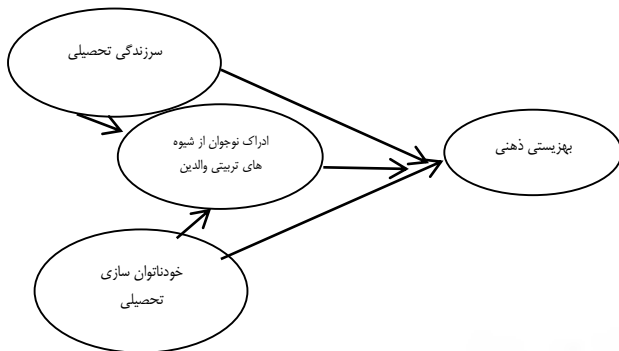 سرزندگی تحصیلی
ادراک نوجوان از شیوه
های تربیتی والدین
بهزیستی ذهنی
خودناتوان سازی
تحصیلی